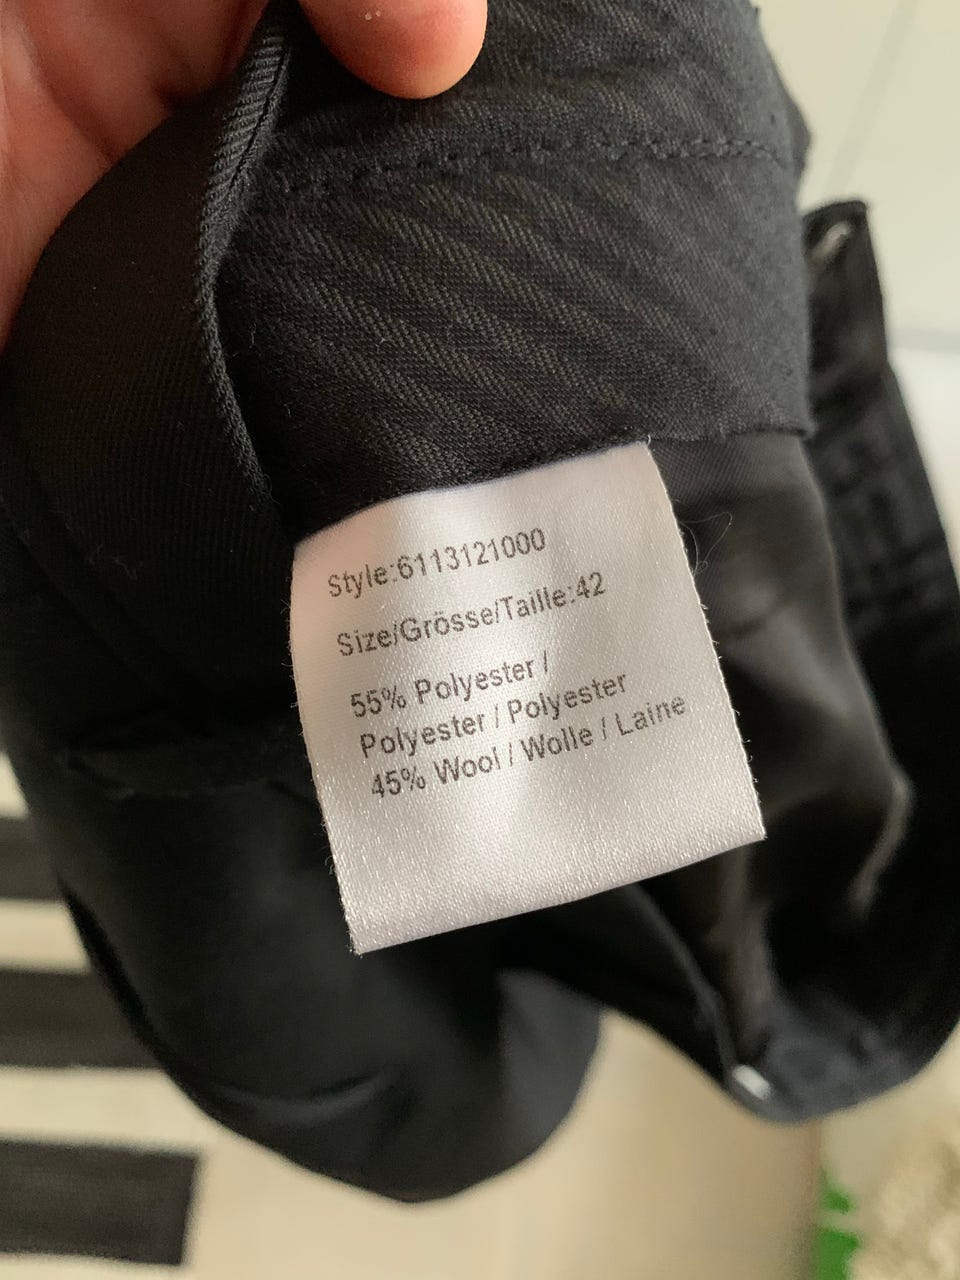 Style:6113121000
Size/Grösse/Taille:42
55% Polyester /
Polyester / Polyester
45% Wool / Wolle / Laine